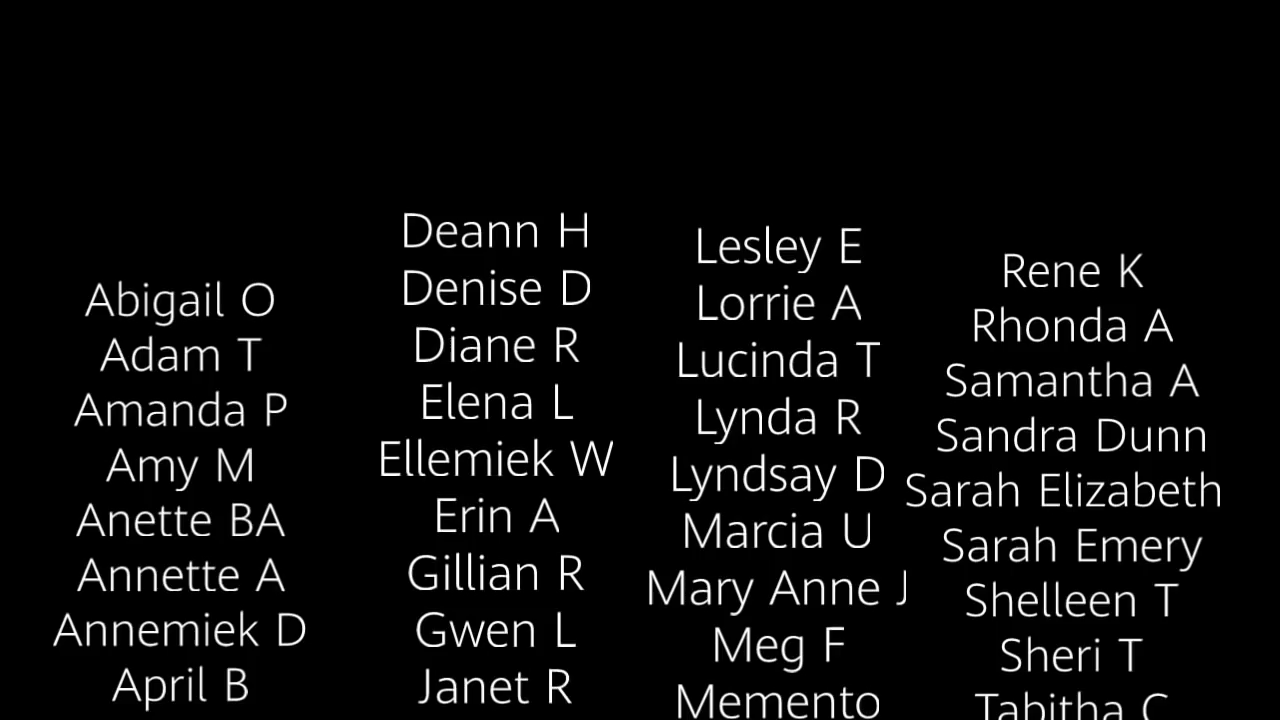 Abigail O
Adam T
Amanda P
Amy M
Anette BA
Annette A
Annemiek D
April B
Deann H
Denise D
Diane R
Elena L
Ellemiek W
Erin A
Gillian R
Gwen L
Janet R
Lesley E
Lorrie A
Lucinda T
Lynda R
Lyndsay D
Marcia U
Mary Anne J
Meg F
Memento
Rene K
Rhonda A
Samantha A
Sandra Dunn
Sarah Elizabeth
Sarah Emery
Shelleen T
Sheri T
Tabitha C